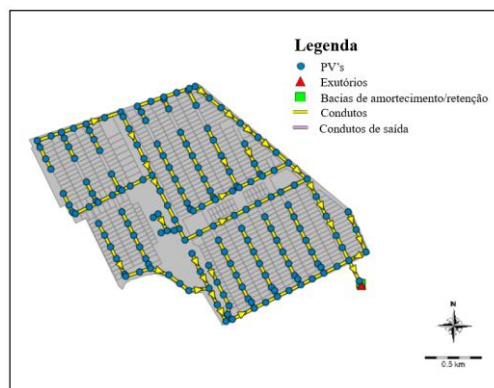 Legenda
PV's
Exutórios
Bacias de amortecimento/retenção
Condutos
Condutos de saída
N
0.5 km